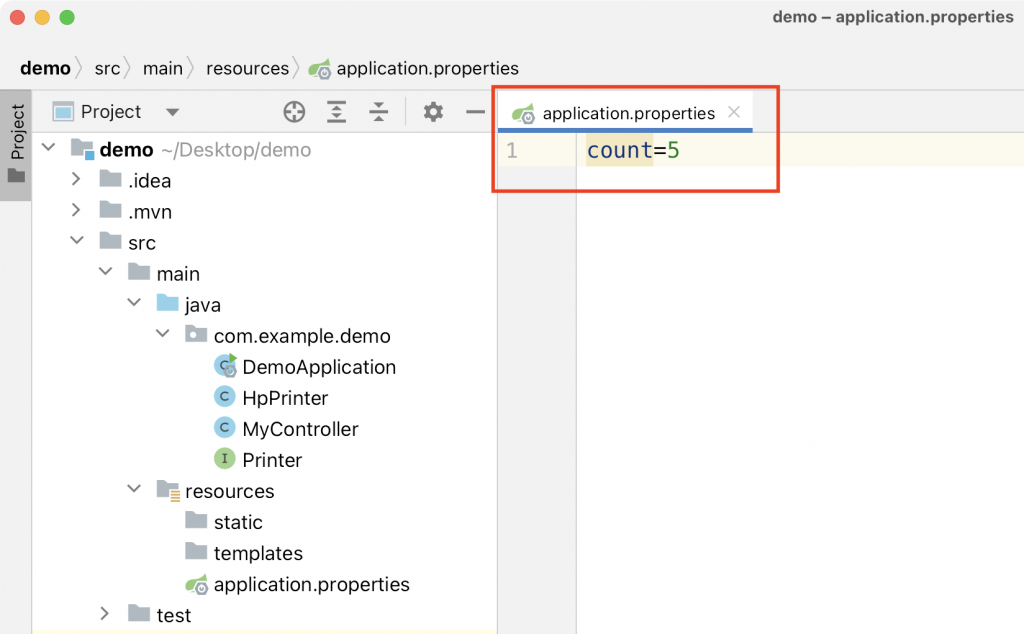 demo – application.properties
demo src main resources application.properties
Project
Project
application.properties
1 count=5
demo ~/Desktop/demo
.idea
.mvn
src
main
java
com.example.demo
C DemoApplication
C HpPrinter
C MyController
I Printer
resources
static
templates
application.properties
test